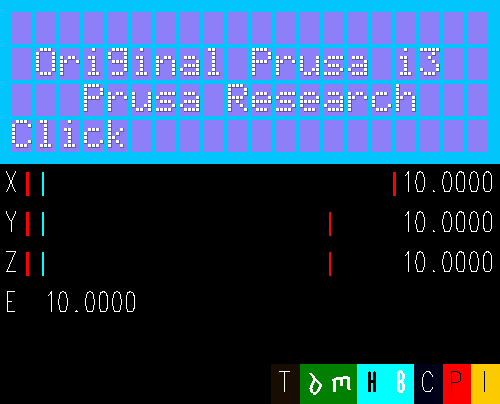 Original Prusa i3
Prusa Research
Click
X 10.0000
Y 10.0000
Z 10.0000
E 10.0000
T H B C P I